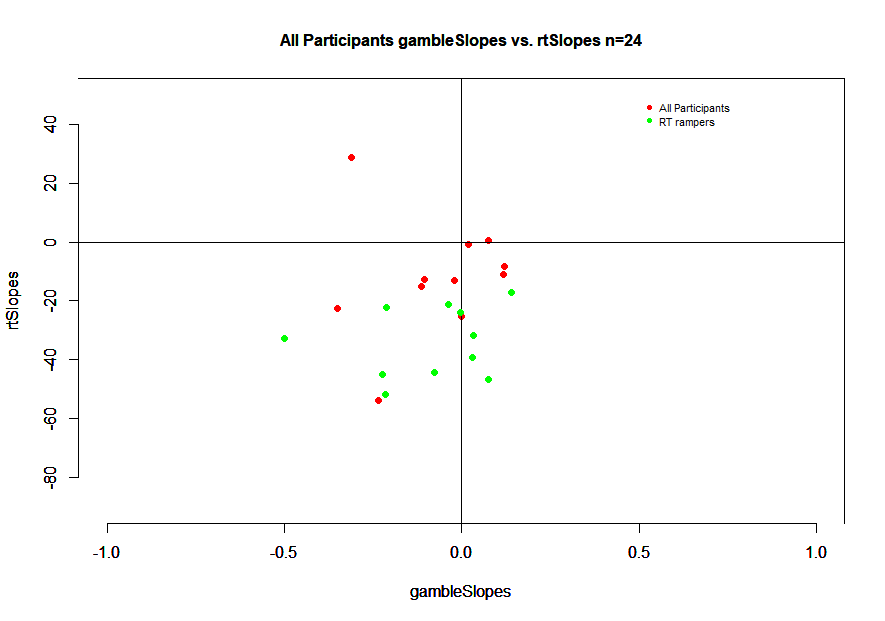 All Participants gambleSlopes vs. rtSlopes n=24
All Participants
RT rampers
40
20
0
-20
-40
-60
-80
rtSlopes
-1.0 -0.5 0.0 0.5 1.0
gambleSlopes